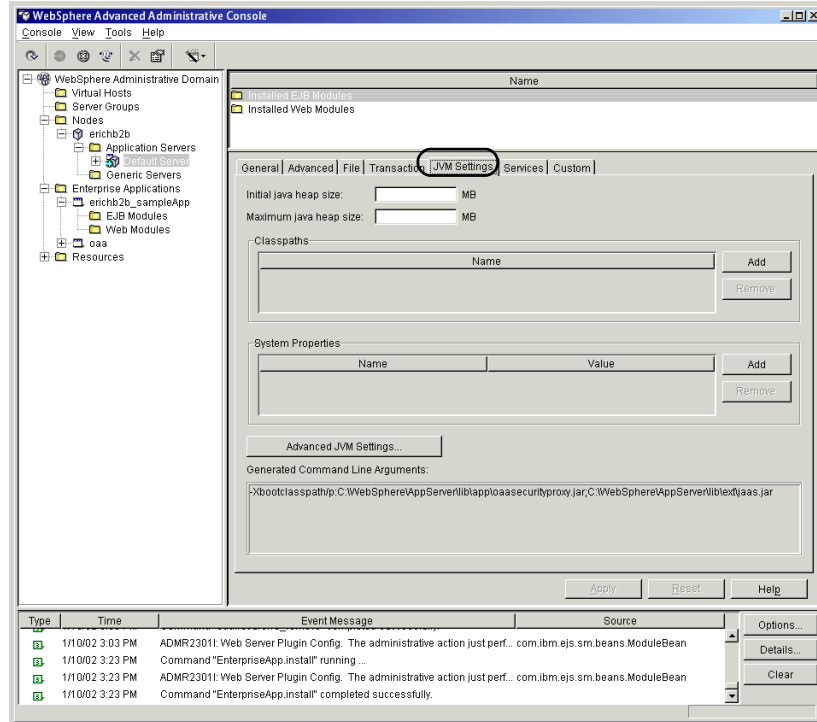 WebSphere Advanced Administrative Console
Console View Tools Help
WebSphere Administrative Domain
Virtual Hosts
Server Groups
Nodes
erichb2b
Application Servers
Default Server
Generic Servers
Enterprise Applications
erichb2b_sampleApp
EJB Modules
Web Modules
oaa
Resources
Name
Installed EJB Modules
Installed Web Modules
General Advanced File Transaction JVM Settings Services Custom
Initial java heap size: MB
Maximum java heap size: MB
Classpaths
Name
Add
Remove
System Properties
Name Value
Add
Remove
Advanced JVM Settings...
Generated Command Line Arguments:
-Xbootclasspath/p:C:\WebSphere\AppServer\lib\app\oaasecurityproxy.jar;C:\WebSphere\AppServer\lib\ext\jaas.jar
Apply Reset Help
Type Time Event Message Source
1/10/02 3:03 PM ADMR2301I: Web Server Plugin Config. The administrative action just perf... com.ibm.ejs.sm.beans.ModuleBean
1/10/02 3:23 PM Command "EnterpriseApp.install" running ...
1/10/02 3:23 PM ADMR2301I: Web Server Plugin Config. The administrative action just perf... com.ibm.ejs.sm.beans.ModuleBean
1/10/02 3:23 PM Command "EnterpriseApp.install" completed successfully.
Options...
Details...
Clear